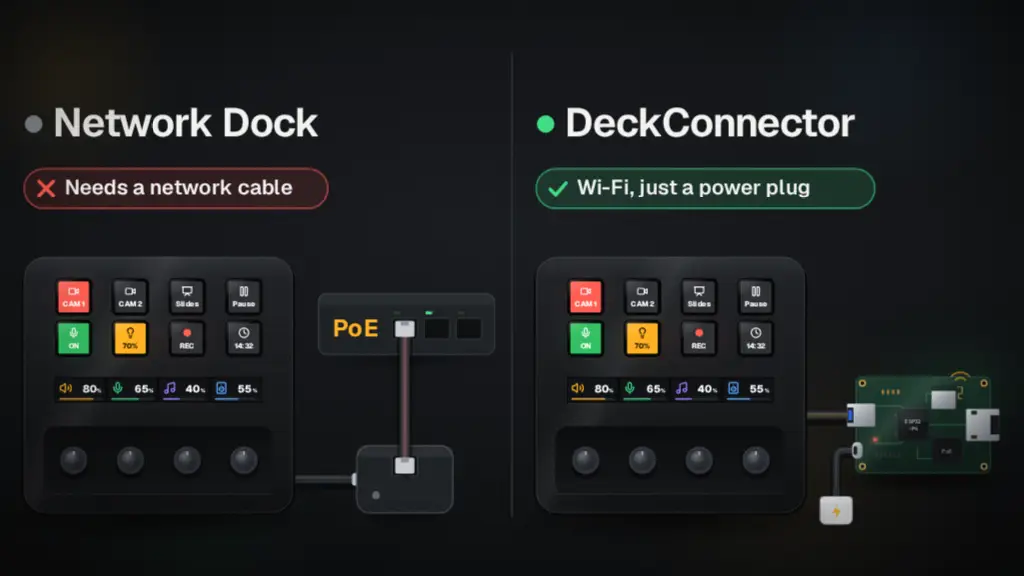 Network Dock
Needs a network cable
CAM 1
CAM 2
Slides
Pause
ON
70%
REC
14:32
80%
65%
40%
55%
PoE
DeckConnector
Wi-Fi, just a power plug
CAM 1
CAM 2
Slides
Pause
ON
70%
REC
14:32
80%
65%
40%
55%
ESP32
PoE